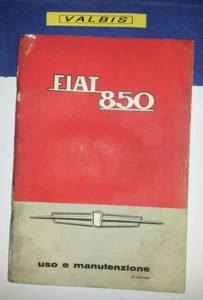 VALBIS
FIAT
850
uso e manutenzione